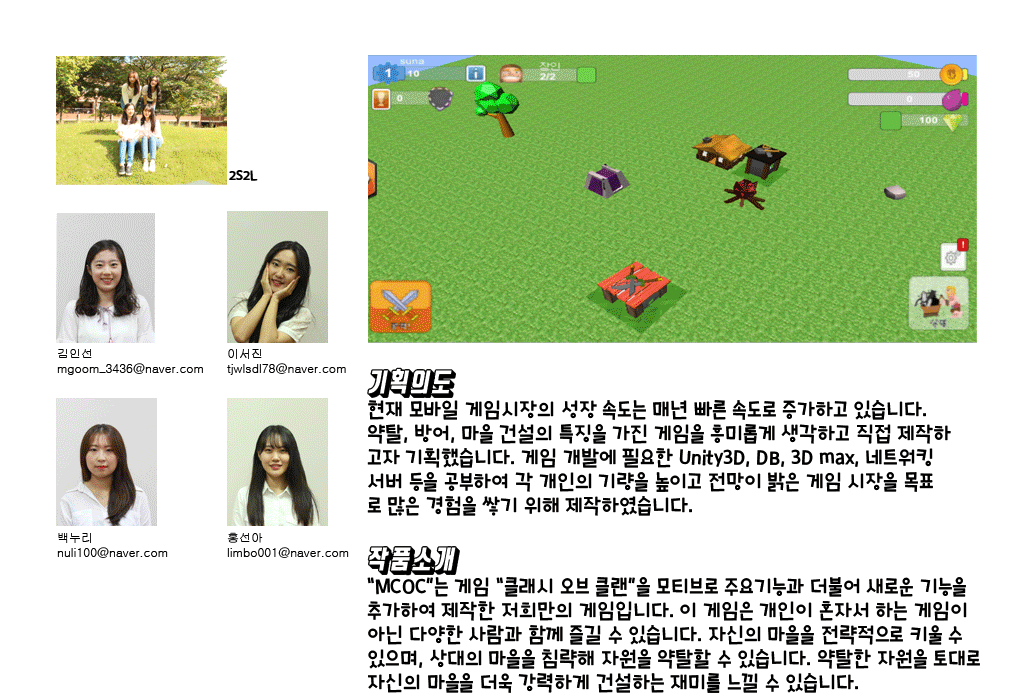 2S2L
김인선
mgoom_3436@naver.com
이서진
tjwlsdl78@naver.com
백누리
nuli100@naver.com
홍선아
limbo001@naver.com
suna
1
10
장인
2/2
50
0
0
100
기획의도
현재 모바일 게임시장의 성장 속도는 매년 빠른 속도로 증가하고 있습니다.
약탈, 방어, 마을 건설의 특징을 가진 게임을 흥미롭게 생각하고 직접 제작하
고자 기획했습니다. 게임 개발에 필요한 Unity3D, DB, 3D max, 네트워킹
서버 등을 공부하여 각 개인의 기량을 높이고 전망이 밝은 게임 시장을 목표
로 많은 경험을 쌓기 위해 제작하였습니다.
작품소개
“MCOC”는 게임 “클래시 오브 클랜”을 모티브로 주요기능과 더불어 새로운 기능을
추가하여 제작한 저희만의 게임입니다. 이 게임은 개인이 혼자서 하는 게임이
아닌 다양한 사람과 함께 즐길 수 있습니다. 자신의 마을을 전략적으로 키울 수
있으며, 상대의 마을을 침략해 자원을 약탈할 수 있습니다. 약탈한 자원을 토대로
자신의 마을을 더욱 강력하게 건설하는 재미를 느낄 수 있습니다.